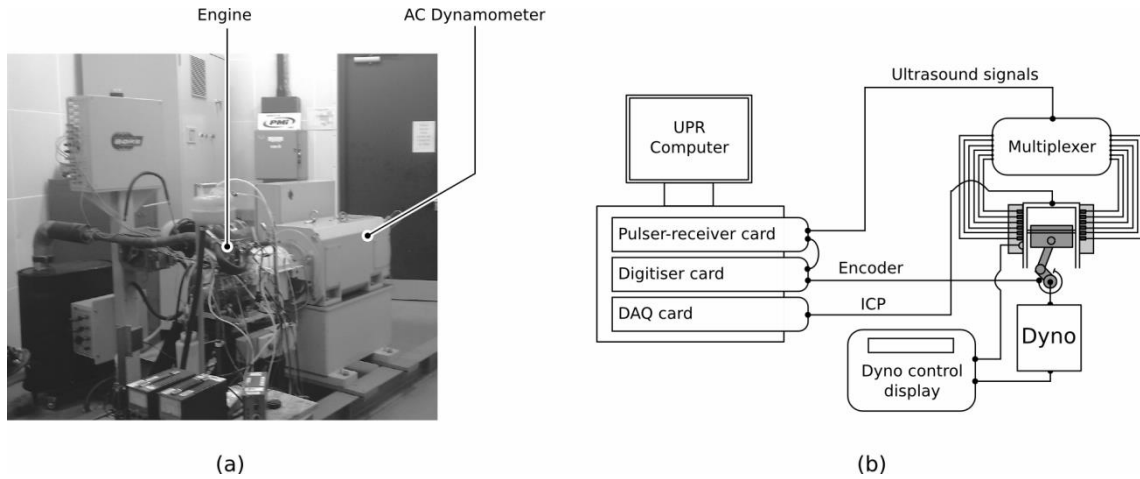 Engine
AC Dynamometer
PMI
Ultrasound signals
UPR
Computer
Multiplexer
Pulser-receiver card
Digitiser card
Encoder
DAQ card
ICP
Dyno
Dyno control
display
(a)
(b)